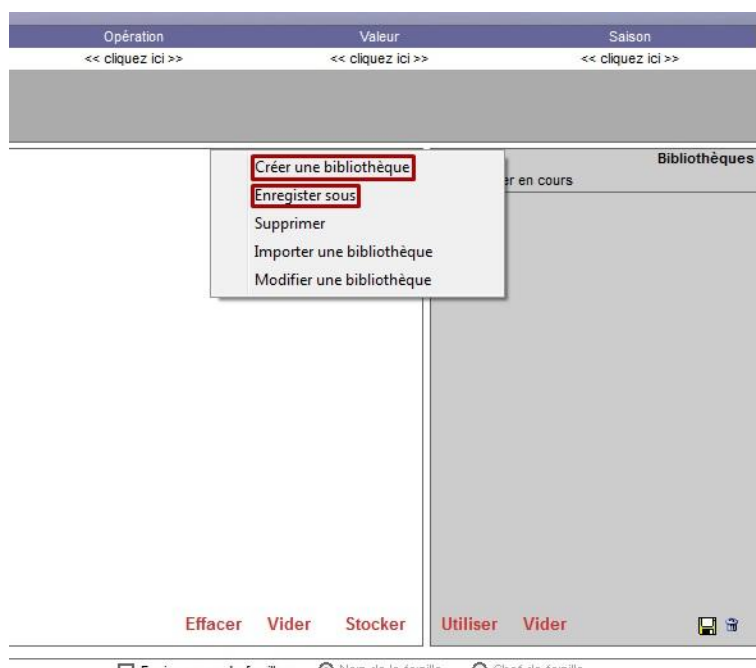 Opération Valeur Saison
<< cliquez ici >> << cliquez ici >> << cliquez ici >>
Bibliothèques
er en cours
Créer une bibliothèque
Enregister sous
Supprimer
Importer une bibliothèque
Modifier une bibliothèque
Effacer Vider Stocker Utiliser Vider